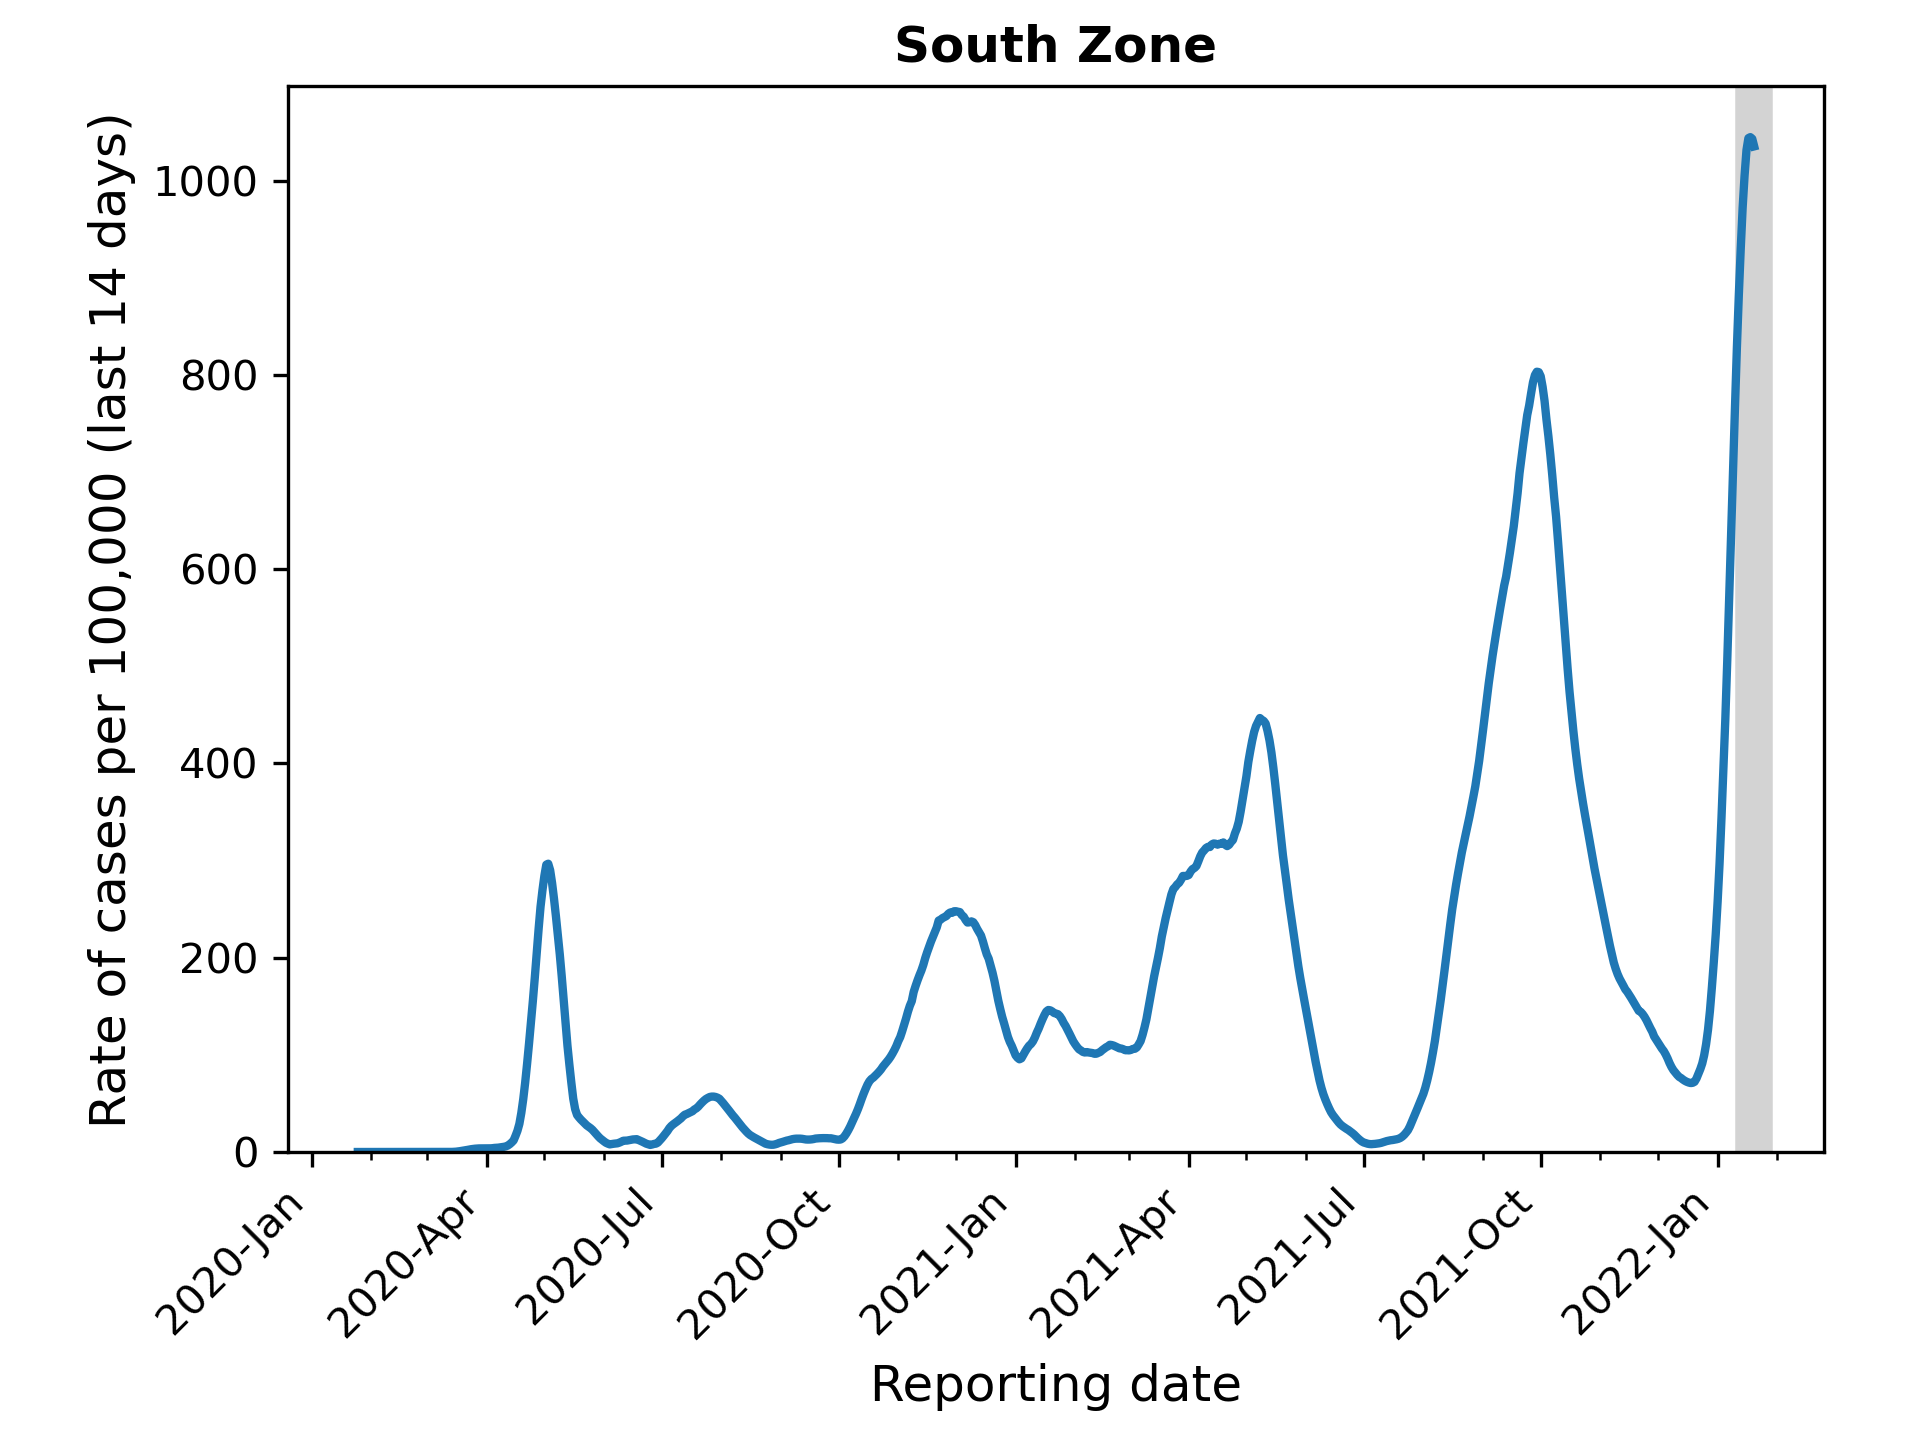 South Zone
Rate of cases per 100,000 (last 14 days)
1000
800
600
400
200
0
2020-Jan
2020-Apr
2020-Jul
2020-Oct
2021-Jan
2021-Apr
2021-Jul
2021-Oct
2022-Jan
Reporting date